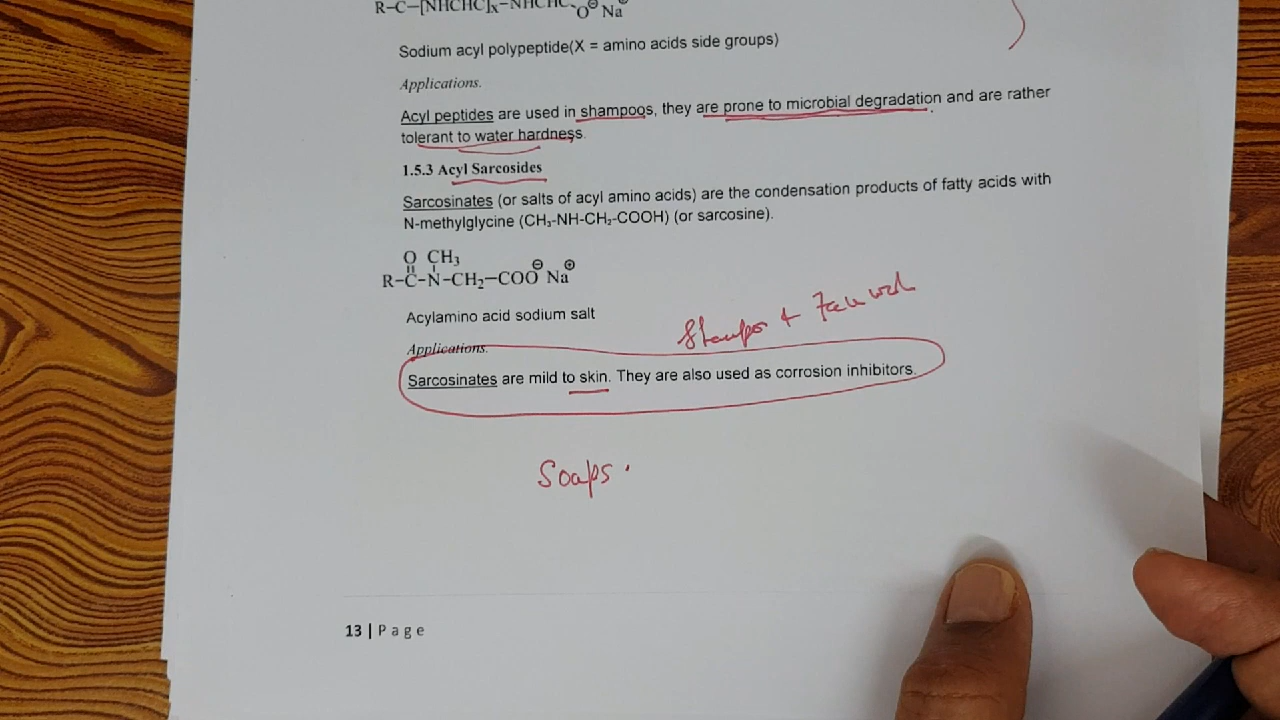 R–C–[NHCHC]x–NHCHC O⊖ Na⊕
Sodium acyl polypeptide(X = amino acids side groups)
Applications.
Acyl peptides are used in shampoos, they are prone to microbial degradation and are rather
tolerant to water hardness.
1.5.3 Acyl Sarcosides
Sarcosinates (or salts of acyl amino acids) are the condensation products of fatty acids with
N-methylglycine (CH₃-NH-CH₂-COOH) (or sarcosine).
O CH₃
R–C–N–CH₂–COO⊖ Na⊕
Acylamino acid sodium salt
Shampoo + Face wash
Applications.
Sarcosinates are mild to skin. They are also used as corrosion inhibitors.
Soaps.
13 | Page